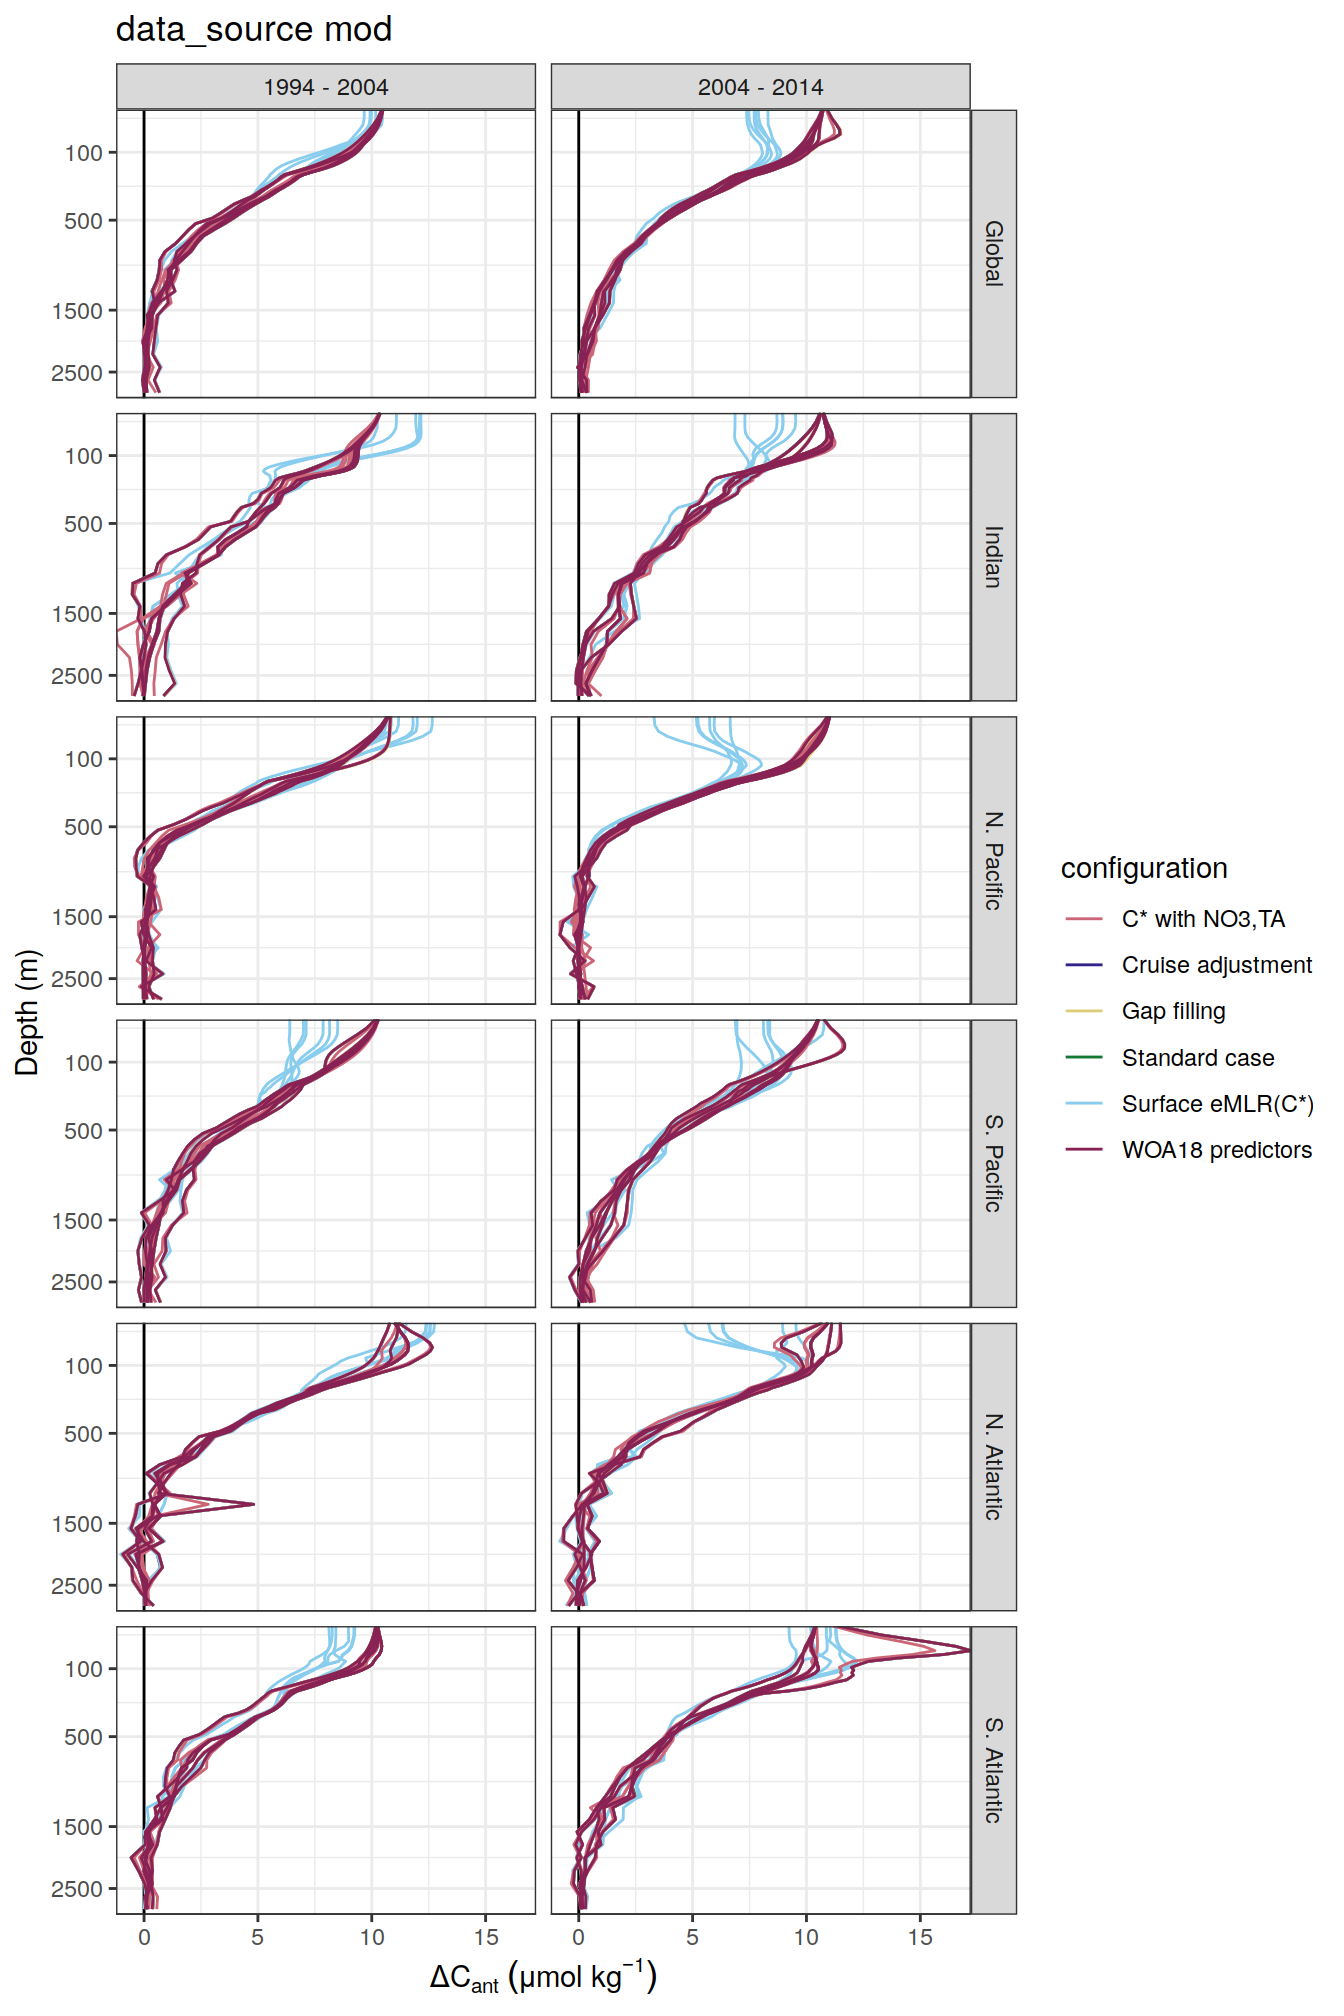 data_source mod
1994 - 2004
2004 - 2014
100
500
1500
2500
Global
100
500
1500
2500
Indian
100
500
1500
2500
N. Pacific
100
500
1500
2500
S. Pacific
100
500
1500
2500
N. Atlantic
100
500
1500
2500
S. Atlantic
0 5 10 15
0 5 10 15
Depth (m)
ΔCant (μmol kg⁻¹)
configuration
C* with NO3,TA
Cruise adjustment
Gap filling
Standard case
Surface eMLR(C*)
WOA18 predictors